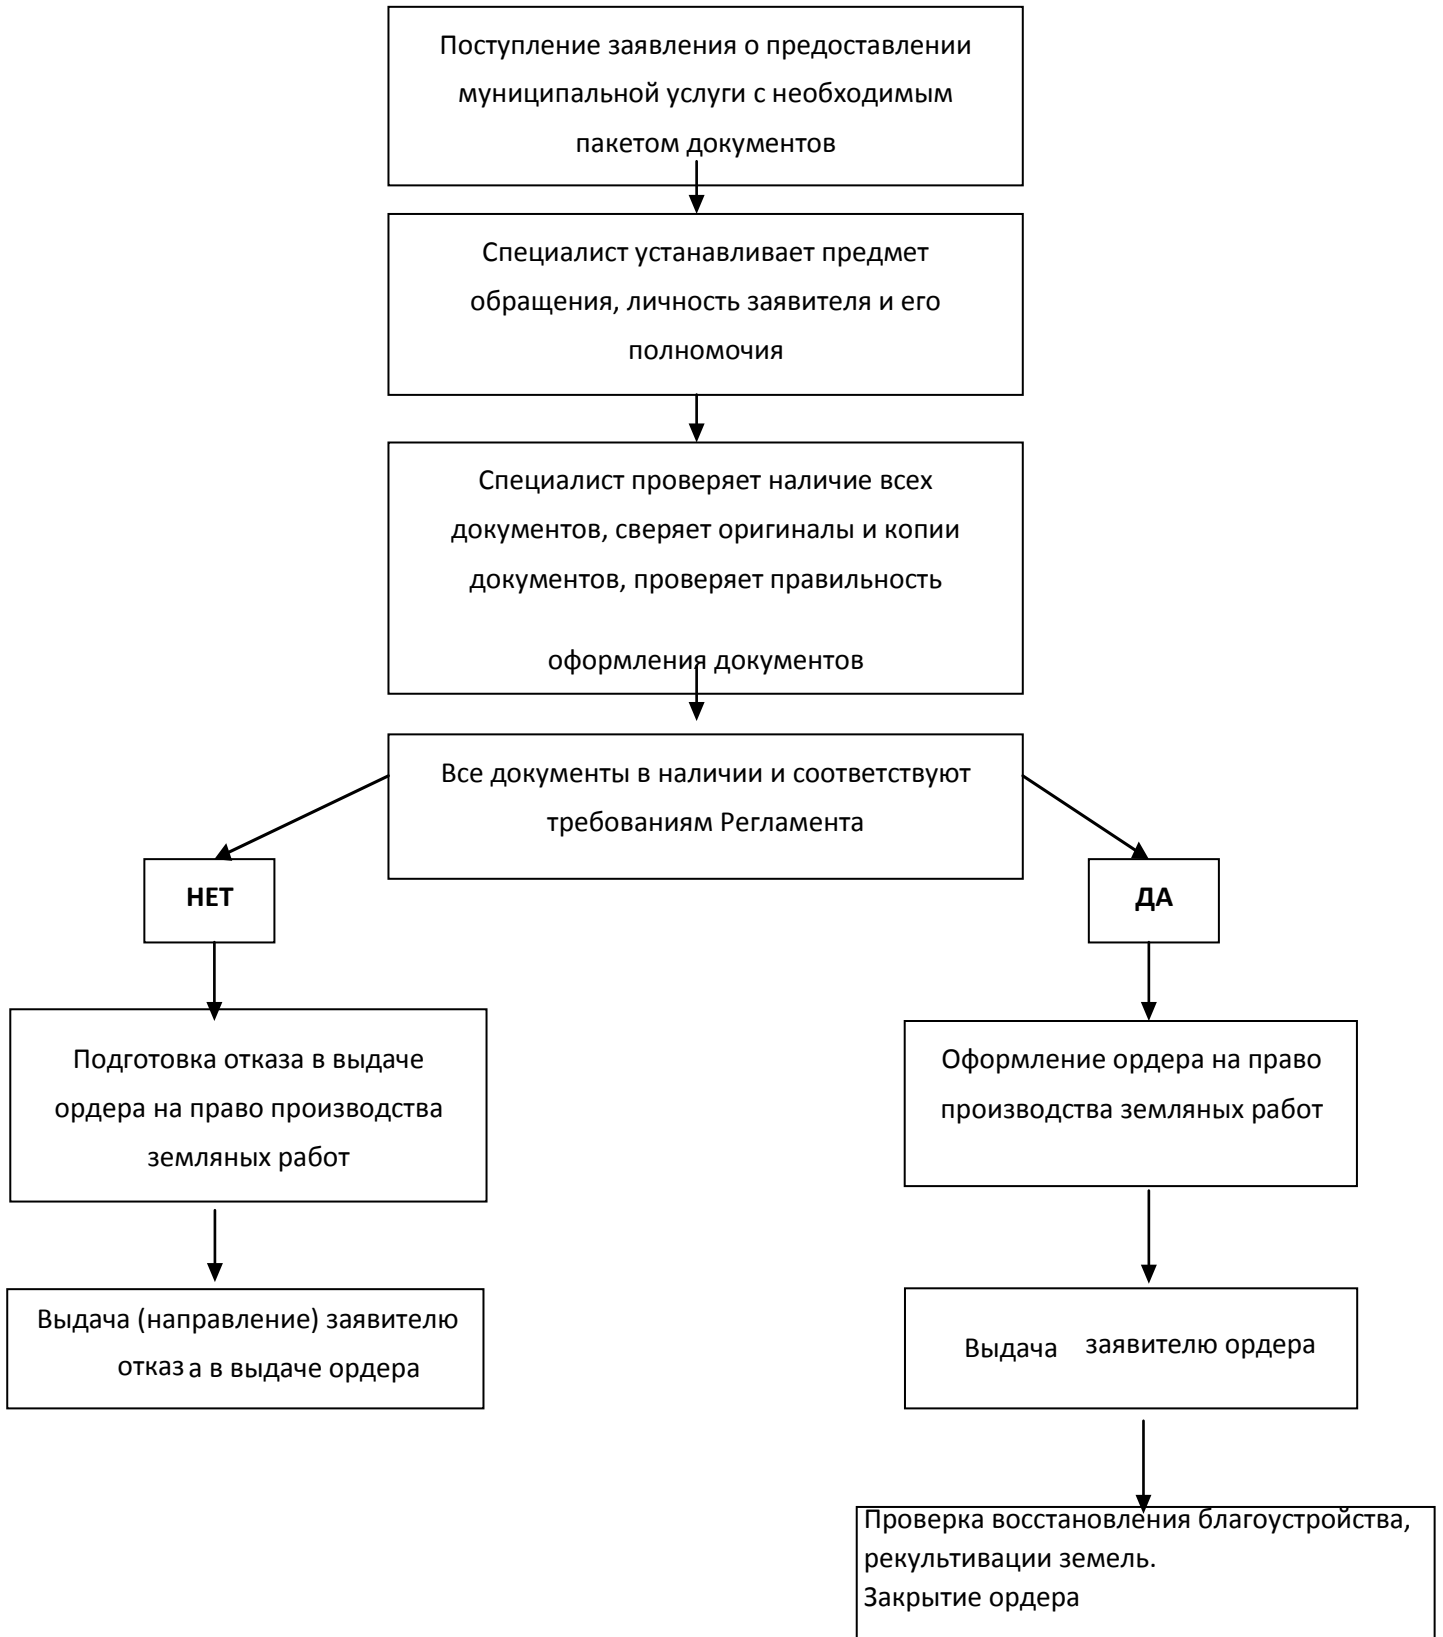 Поступление заявления о предоставлении
муниципальной услуги с необходимым
пакетом документов
Специалист устанавливает предмет
обращения, личность заявителя и его
полномочия
Специалист проверяет наличие всех
документов, сверяет оригиналы и копии
документов, проверяет правильность
оформления документов
Все документы в наличии и соответствуют
требованиям Регламента
НЕТ
ДА
Подготовка отказа в выдаче
ордера на право производства
земляных работ
Оформление ордера на право
производства земляных работ
Выдача (направление) заявителю
отказа в выдаче ордера
Выдача заявителю ордера
Проверка восстановления благоустройства,
рекультивации земель.
Закрытие ордера